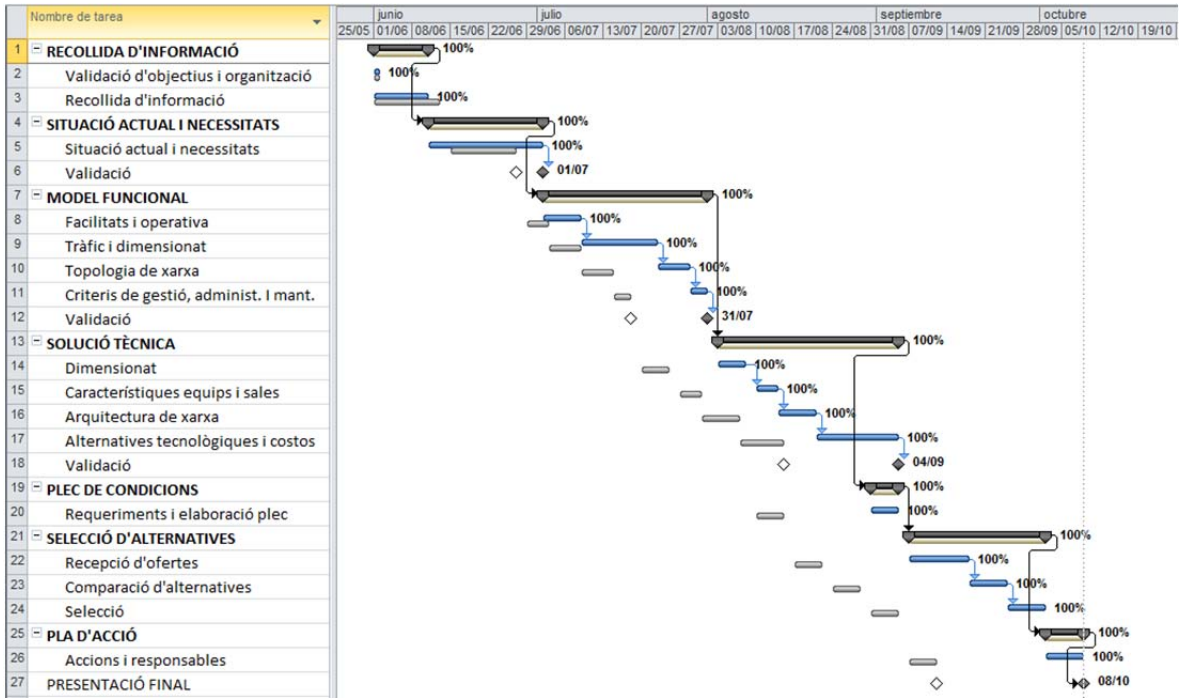 Nombre de tarea
junio julio agosto septiembre octubre
25/05 01/06 08/06 15/06 22/06 29/06 06/07 13/07 20/07 27/07 03/08 10/08 17/08 24/08 31/08 07/09 14/09 21/09 28/09 05/10 12/10 19/10
1 RECOLLIDA D'INFORMACIÓ 100%
2 Validació d'objectius i organització 100%
3 Recollida d'informació 100%
4 SITUACIÓ ACTUAL I NECESSITATS 100%
5 Situació actual i necessitats 100%
6 Validació 01/07
7 MODEL FUNCIONAL 100%
8 Facilitats i operativa 100%
9 Tràfic i dimensionat 100%
10 Topologia de xarxa 100%
11 Criteris de gestió, administ. I mant. 100%
12 Validació 31/07
13 SOLUCIÓ TÈCNICA 100%
14 Dimensionat 100%
15 Característiques equips i sales 100%
16 Arquitectura de xarxa 100%
17 Alternatives tecnològiques i costos 100%
18 Validació 04/09
19 PLEC DE CONDICIONS 100%
20 Requeriments i elaboració plec 100%
21 SELECCIÓ D'ALTERNATIVES 100%
22 Recepció d'ofertes 100%
23 Comparació d'alternatives 100%
24 Selecció 100%
25 PLA D'ACCIÓ 100%
26 Accions i responsables 100%
27 PRESENTACIÓ FINAL 08/10